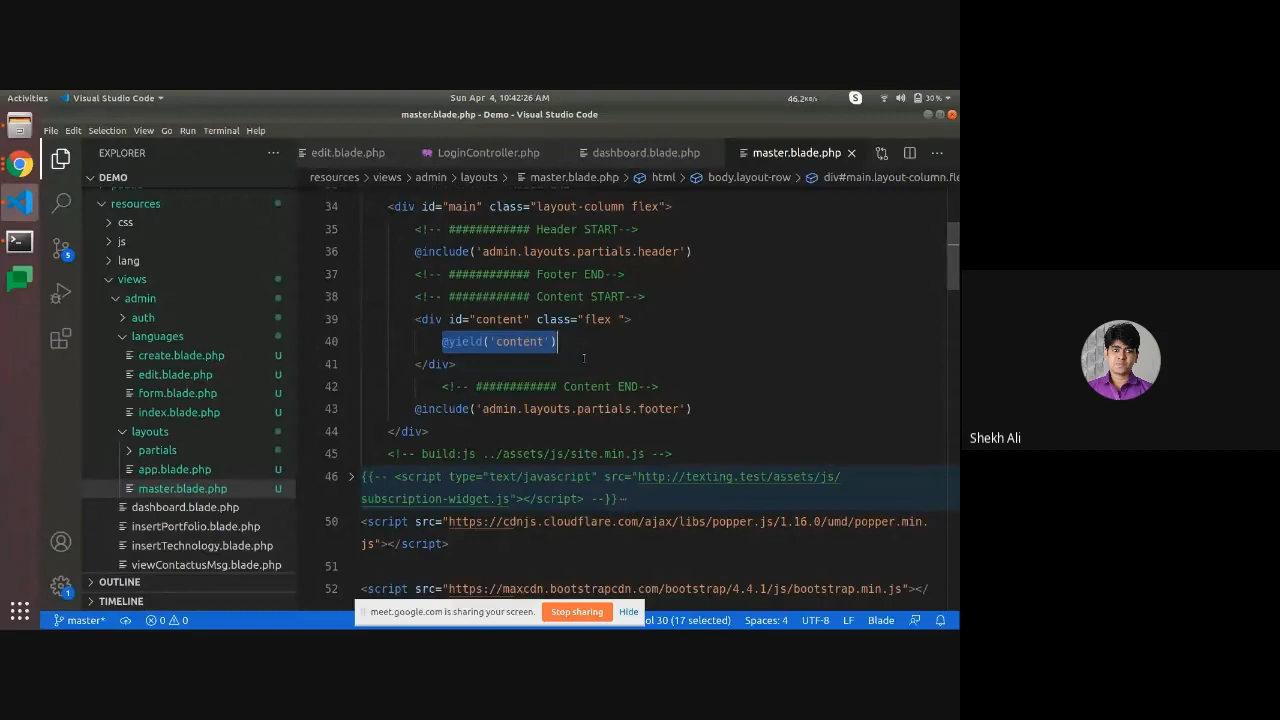 Activities
Visual Studio Code
Sun Apr 4, 10:42:26 AM
46.2KB/s
30%
master.blade.php - Demo - Visual Studio Code
File Edit Selection View Go Run Terminal Help
EXPLORER
DEMO
resources
css
js
lang
views
admin
auth
languages
create.blade.php U
edit.blade.php U
form.blade.php U
index.blade.php U
layouts
partials
app.blade.php U
master.blade.php U
dashboard.blade.php
insertPortfolio.blade.php
insertTechnology.blade.php
viewContactusMsg.blade.php
OUTLINE
TIMELINE
5
1
edit.blade.php LoginController.php dashboard.blade.php master.blade.php
resources > views > admin > layouts > master.blade.php > html > body.layout-row > div#main.layout-column.fle
34 <div id="main" class="layout-column flex">
35 <!-- ############ Header START-->
36 @include('admin.layouts.partials.header')
37 <!-- ############ Footer END-->
38 <!-- ############ Content START-->
39 <div id="content" class="flex ">
40 @yield('content')
41 </div>
42 <!-- ############ Content END-->
43 @include('admin.layouts.partials.footer')
44 </div>
45 <!-- build:js ../assets/js/site.min.js -->
46 {{-- <script type="text/javascript" src="http://texting.test/assets/js/
subscription-widget.js"></script> --}}⋯
50 <script src="https://cdnjs.cloudflare.com/ajax/libs/popper.js/1.16.0/umd/popper.min.
js"></script>
51
52 <script src="https://maxcdn.bootstrapcdn.com/bootstrap/4.4.1/js/bootstrap.min.js"></
meet.google.com is sharing your screen. Stop sharing Hide
master* 0 0 ol 30 (17 selected) Spaces: 4 UTF-8 LF Blade
Shekh Ali